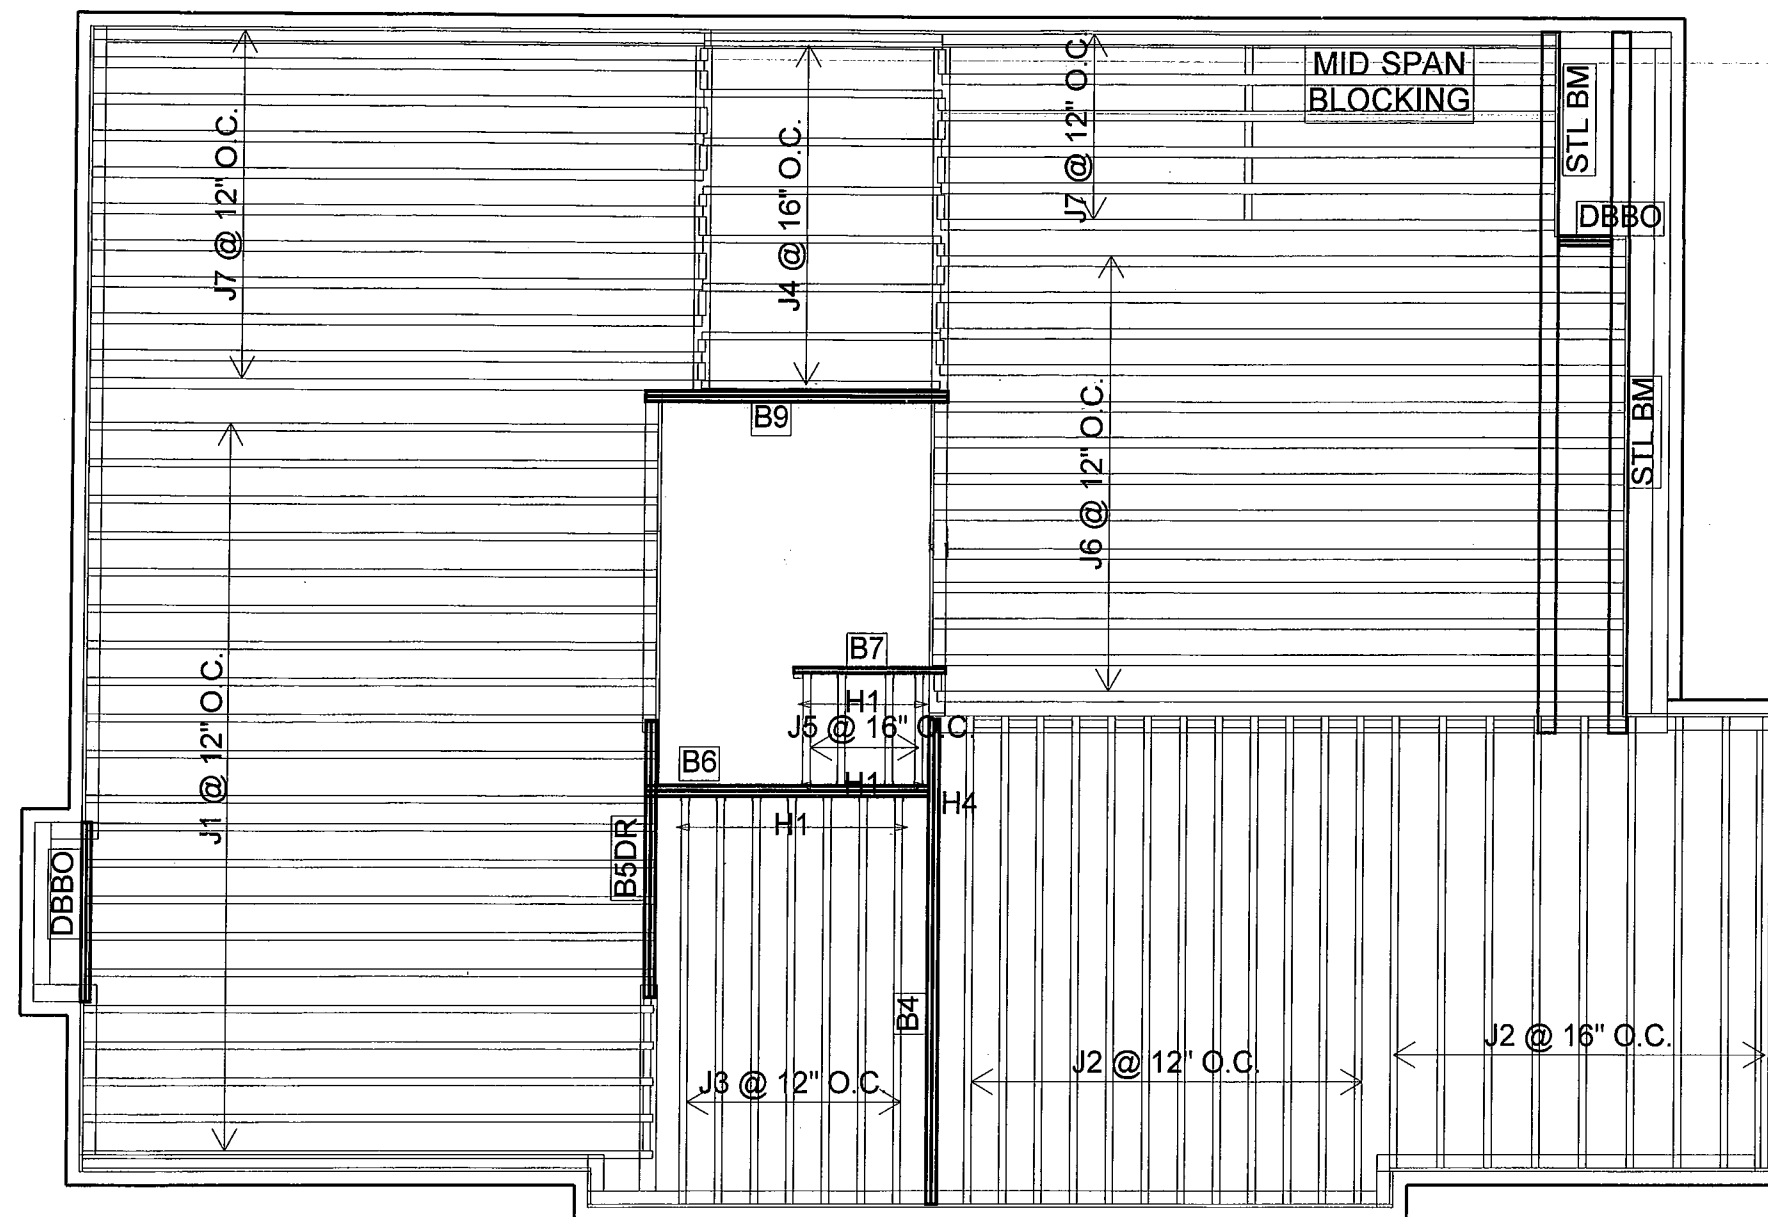 MID SPAN
BLOCKING
J7 @ 12" O.C.
J4 @ 16" O.C.
J7 @ 12" O.C.
STL BM
DBBO
B9
J6 @ 12" O.C.
STL BM
J1 @ 12" O.C.
B7
H1
J5 @ 16" O.C.
B6
H1
H4
H1
B5DR
DBBO
B4
J3 @ 12" O.C.
J2 @ 12" O.C.
J2 @ 16" O.C.